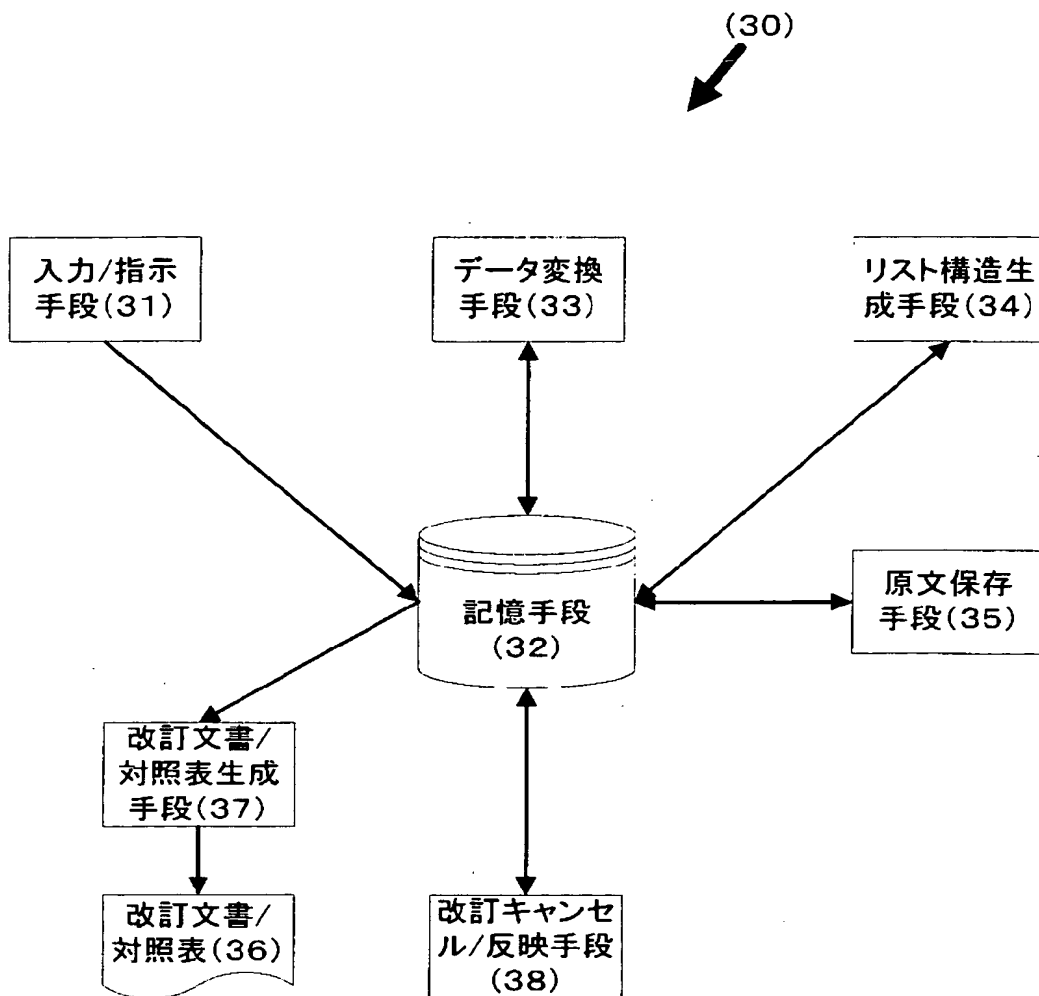 (30)
入力/指示
手段(31)
データ変換
手段(33)
リスト構造生
成手段(34)
記憶手段
(32)
原文保存
手段(35)
改訂文書/
対照表生成
手段(37)
改訂文書/
対照表(36)
改訂キャンセ
ル/反映手段
(38)